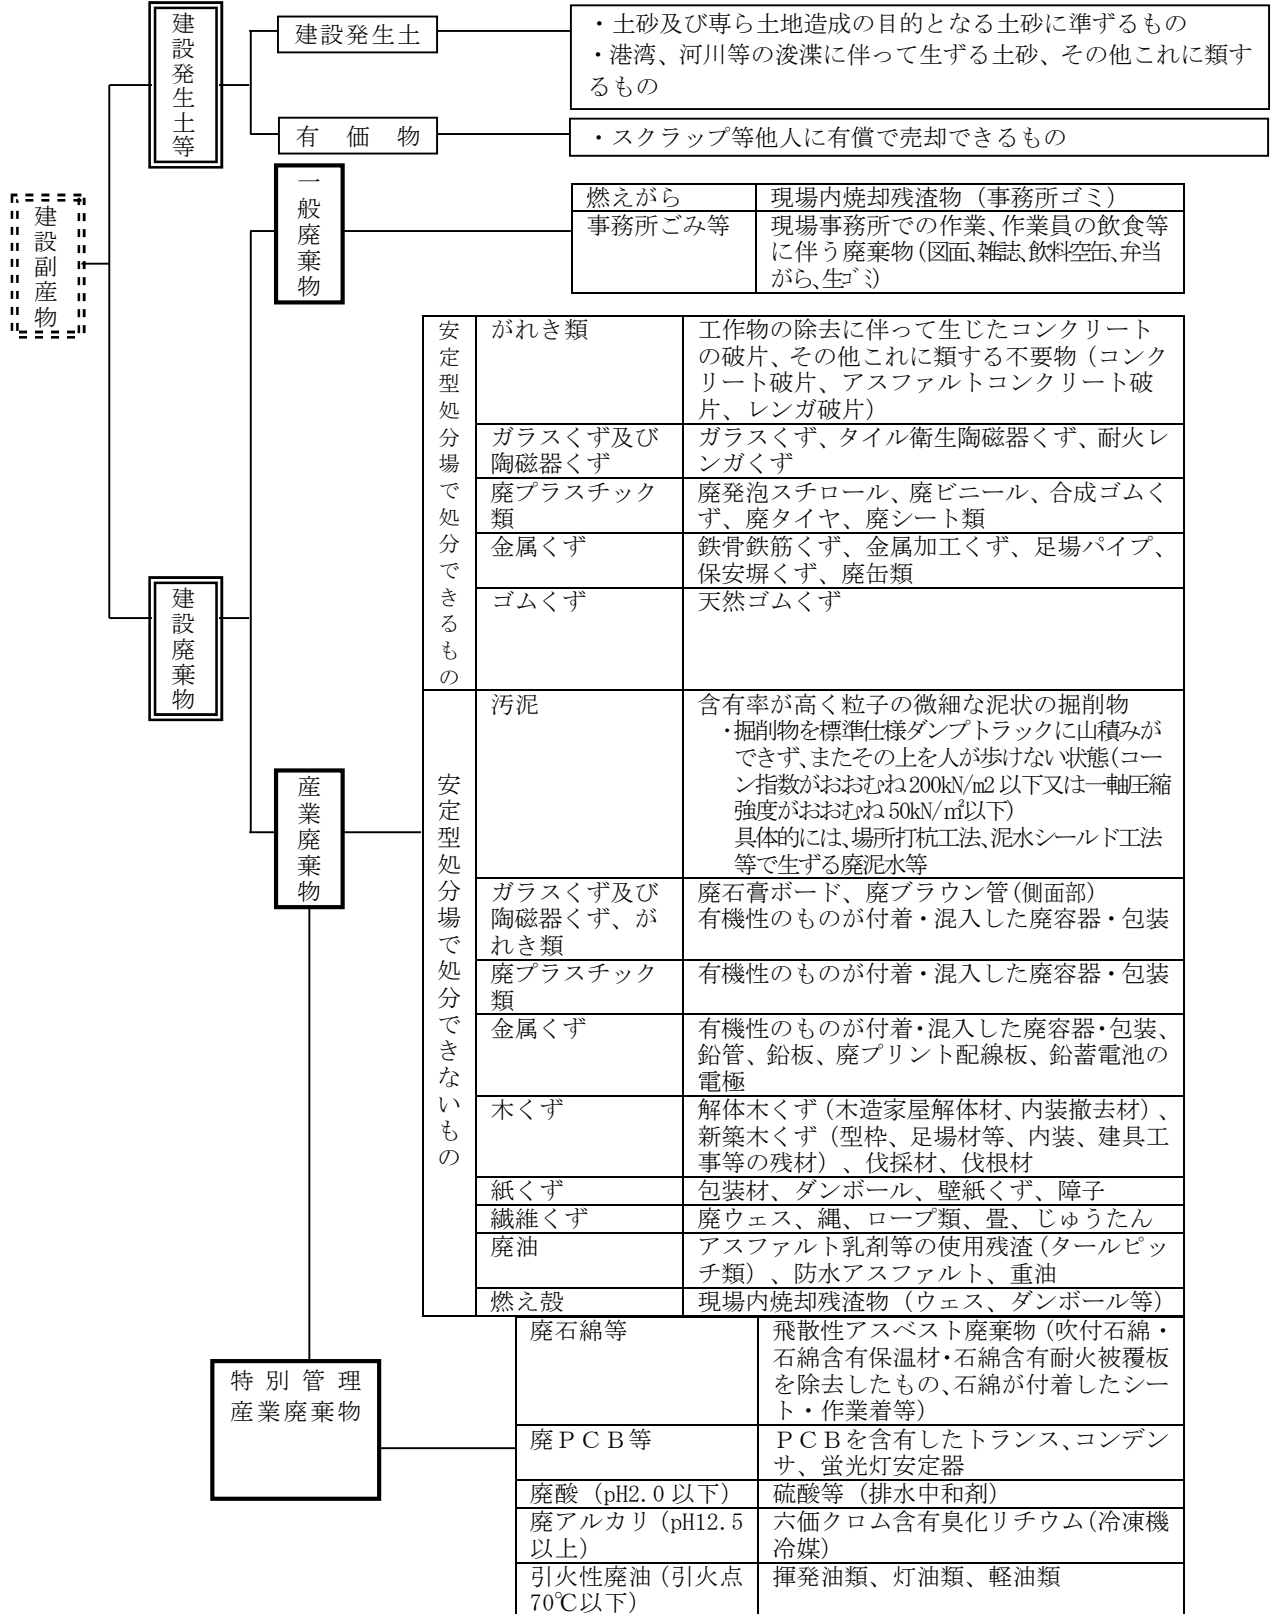 建設副産物
建設発生土等
建設発生土
・土砂及び専ら土地造成の目的となる土砂に準ずるもの
・港湾、河川等の浚渫に伴って生ずる土砂、その他これに類す
るもの
有　価　物
・スクラップ等他人に有償で売却できるもの
建設廃棄物
一般廃棄物
燃えがら
現場内焼却残渣物（事務所ゴミ）
事務所ごみ等
現場事務所での作業、作業員の飲食等
に伴う廃棄物(図面、雑誌、飲料空缶、弁当
がら、生ゴミ)
産業廃棄物
安定型処分場で処分できるもの
がれき類
工作物の除去に伴って生じたコンクリート
の破片、その他これに類する不要物（コンク
リート破片、アスファルトコンクリート破
片、レンガ破片）
ガラスくず及び
陶磁器くず
ガラスくず、タイル衛生陶磁器くず、耐火レ
ンガくず
廃プラスチック
類
廃発泡スチロール、廃ビニール、合成ゴムく
ず、廃タイヤ、廃シート類
金属くず
鉄骨鉄筋くず、金属加工くず、足場パイプ、
保安塀くず、廃缶類
ゴムくず
天然ゴムくず
安定型処分場で処分できないもの
汚泥
含有率が高く粒子の微細な泥状の掘削物
・掘削物を標準仕様ダンプトラックに山積みが
できず、またその上を人が歩けない状態(コー
ン指数がおおむね200kN/m2以下又は一軸圧縮
強度がおおむね50kN/㎡以下)
具体的には、場所打杭工法、泥水シールド工法
等で生ずる廃泥水等
ガラスくず及び
陶磁器くず、が
れき類
廃石膏ボード、廃ブラウン管(側面部)
有機性のものが付着・混入した廃容器・包装
廃プラスチック
類
有機性のものが付着・混入した廃容器・包装
金属くず
有機性のものが付着・混入した廃容器・包装、
鉛管、鉛板、廃プリント配線板、鉛蓄電池の
電極
木くず
解体木くず（木造家屋解体材、内装撤去材）、
新築木くず（型枠、足場材等、内装、建具工
事等の残材）、伐採材、伐根材
紙くず
包装材、ダンボール、壁紙くず、障子
繊維くず
廃ウェス、縄、ロープ類、畳、じゅうたん
廃油
アスファルト乳剤等の使用残渣（タールピッ
チ類）、防水アスファルト、重油
燃え殻
現場内焼却残渣物（ウェス、ダンボール等）
特別管理
産業廃棄物
廃石綿等
飛散性アスベスト廃棄物（吹付石綿・
石綿含有保温材・石綿含有耐火被覆板
を除去したもの、石綿が付着したシー
ト・作業着等）
廃ＰＣＢ等
ＰＣＢを含有したトランス、コンデン
サ、蛍光灯安定器
廃酸（pH2.0以下）
硫酸等（排水中和剤）
廃アルカリ（pH12.5
以上）
六価クロム含有臭化リチウム(冷凍機
冷媒)
引火性廃油（引火点
70℃以下）
揮発油類、灯油類、軽油類